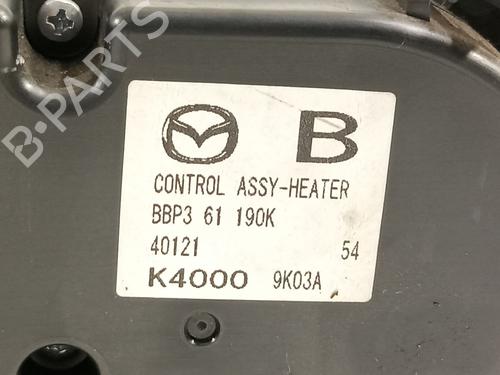 B
CONTROL ASSY-HEATER
BBP3 61 190K
40121 54
K4000 9K03A
B-PARTS